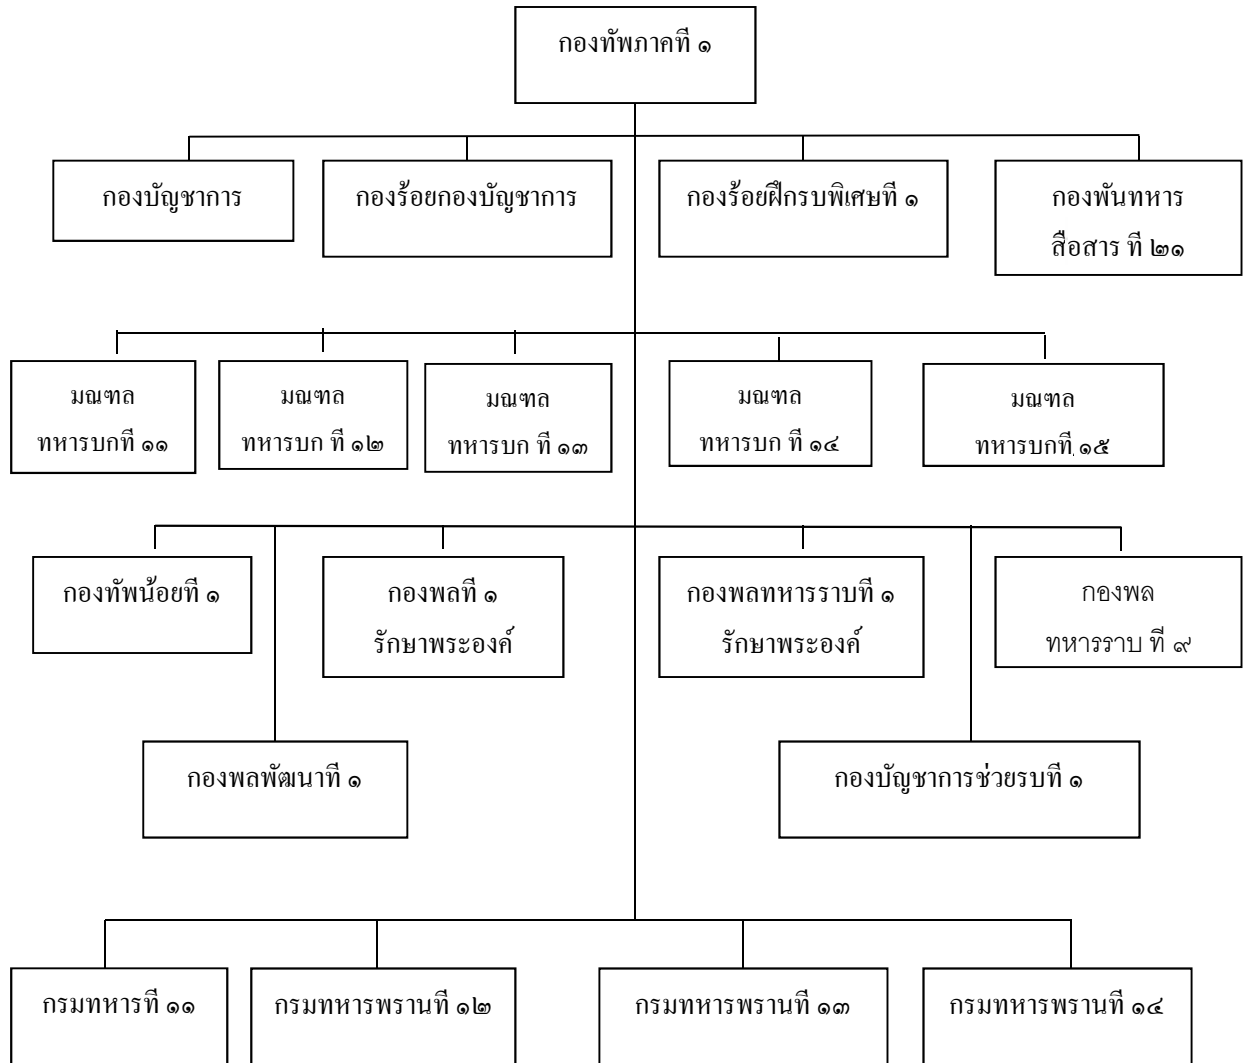 กองทัพภาคที่ ๑
กองบัญชาการ
กองร้อยกองบัญชาการ
กองร้อยฝึกรบพิเศษที่ ๑
กองพันทหาร
สื่อสาร ที่ ๒๑
มณฑล
ทหารบกที่ ๑๑
มณฑล
ทหารบก ที่ ๑๒
มณฑล
ทหารบก ที่ ๑๓
มณฑล
ทหารบก ที่ ๑๔
มณฑล
ทหารบกที่ ๑๕
กองทัพน้อยที่ ๑
กองพลที่ ๑
รักษาพระองค์
กองพลทหารราบที่ ๑
รักษาพระองค์
กองพล
ทหารราบ ที่ ๙
กองพลพัฒนาที่ ๑
กองบัญชาการช่วยรบที่ ๑
กรมทหารที่ ๑๑
กรมทหารพรานที่ ๑๒
กรมทหารพรานที่ ๑๓
กรมทหารพรานที่ ๑๔